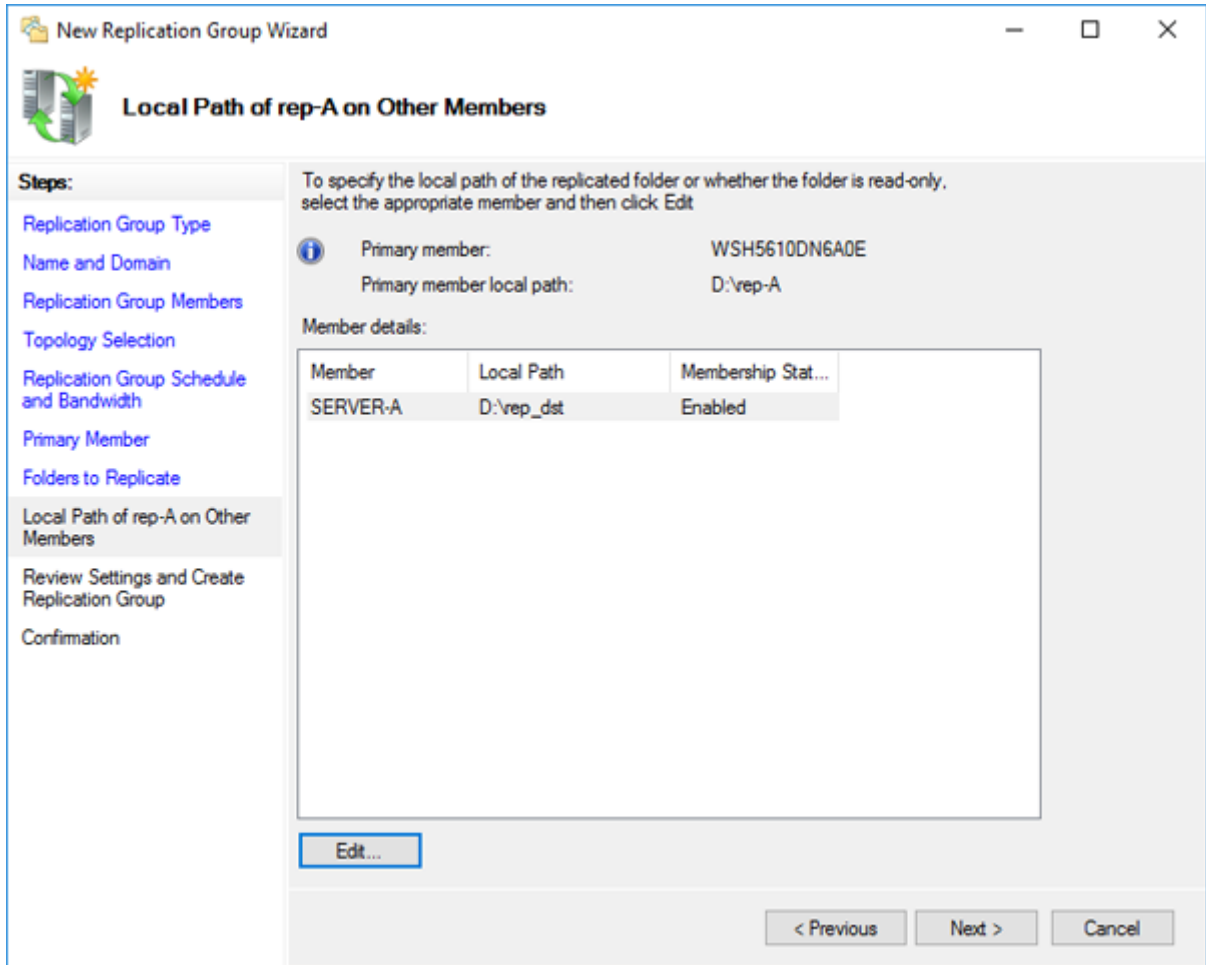 New Replication Group Wizard
Local Path of rep-A on Other Members
Steps:
Replication Group Type
Name and Domain
Replication Group Members
Topology Selection
Replication Group Schedule
and Bandwidth
Primary Member
Folders to Replicate
Local Path of rep-A on Other
Members
Review Settings and Create
Replication Group
Confirmation
To specify the local path of the replicated folder or whether the folder is read-only,
select the appropriate member and then click Edit
Primary member: WSH5610DN6A0E
Primary member local path: D:\rep-A
Member details:
Member Local Path Membership Stat...
SERVER-A D:\rep_dst Enabled
Edit...
< Previous Next > Cancel